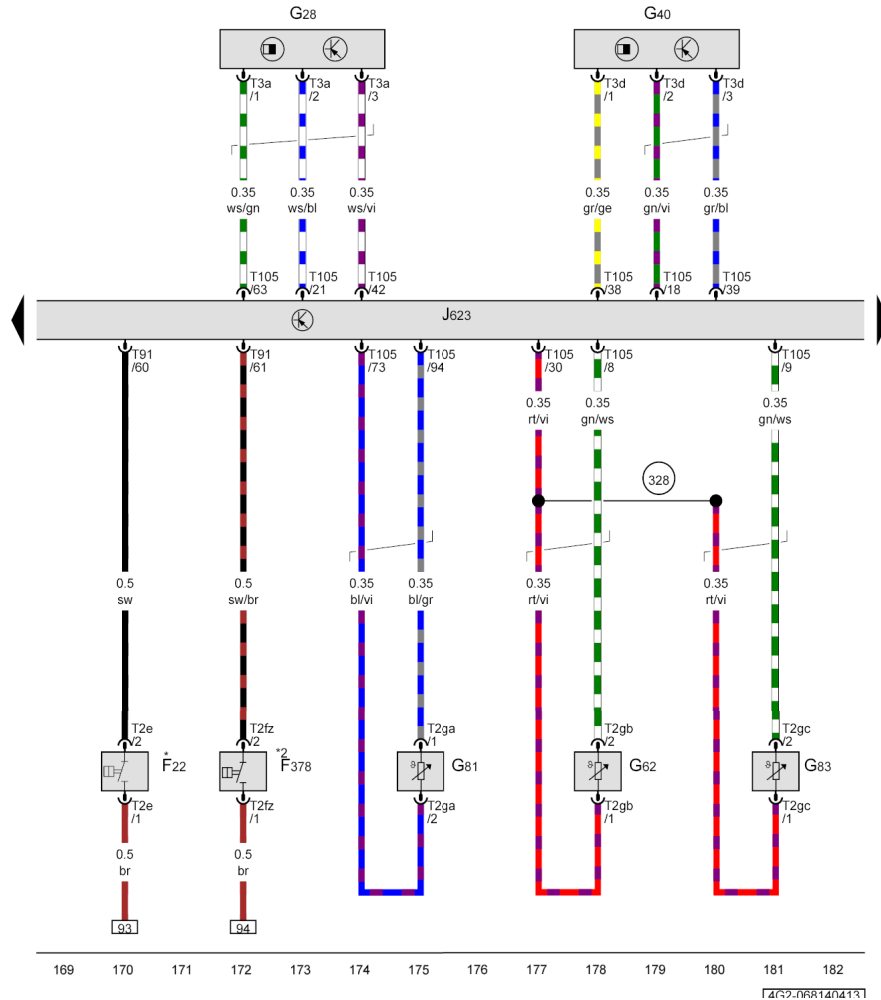 G28 G40
T3a T3a T3a T3d T3d T3d
/1 /2 /3 /1 /2 /3
0.35 0.35 0.35 0.35 0.35 0.35
ws/gn ws/bl ws/vi gr/ge gn/vi gr/bl
T105 T105 T105 T105 T105 T105
/63 /21 /42 /38 /18 /39
J623
T91 T91 T105 T105 T105 T105 T105
/60 /61 /73 /94 /30 /8 /9
0.35 0.35 0.35
rt/vi gn/ws gn/ws
328
0.5 0.5 0.35 0.35 0.35 0.35
sw sw/br bl/vi bl/gr rt/vi rt/vi
T2e T2fz T2ga T2gb T2gc
/2 /2 /1 /2 /2
* *2
F22 F378 G81 G62 G83
T2e T2fz T2ga T2gb T2gc
/1 /1 /2 /1 /1
0.5 0.5
br br
93 94
169 170 171 172 173 174 175 176 177 178 179 180 181 182
4G2-068140413